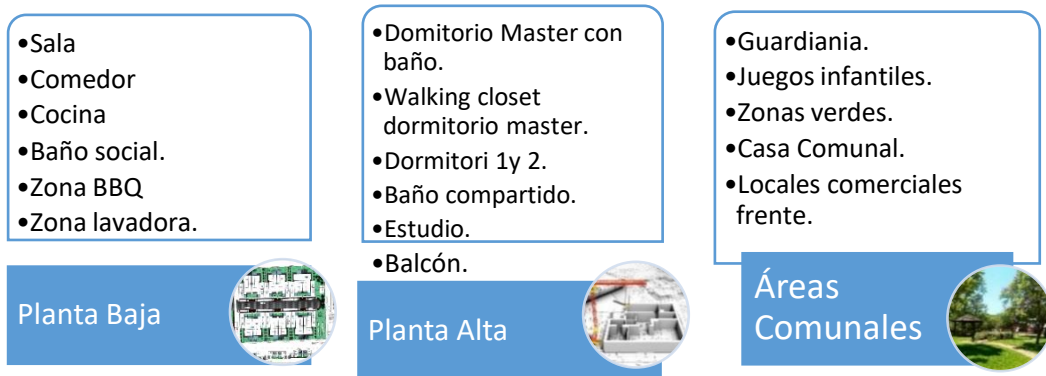 •Sala
•Comedor
•Cocina
•Baño social.
•Zona BBQ
•Zona lavadora.
Planta Baja
•Domitorio Master con
baño.
•Walking closet
dormitorio master.
•Dormitori 1y 2.
•Baño compartido.
•Estudio.
•Balcón.
Planta Alta
•Guardiania.
•Juegos infantiles.
•Zonas verdes.
•Casa Comunal.
•Locales comerciales
frente.
Áreas
Comunales